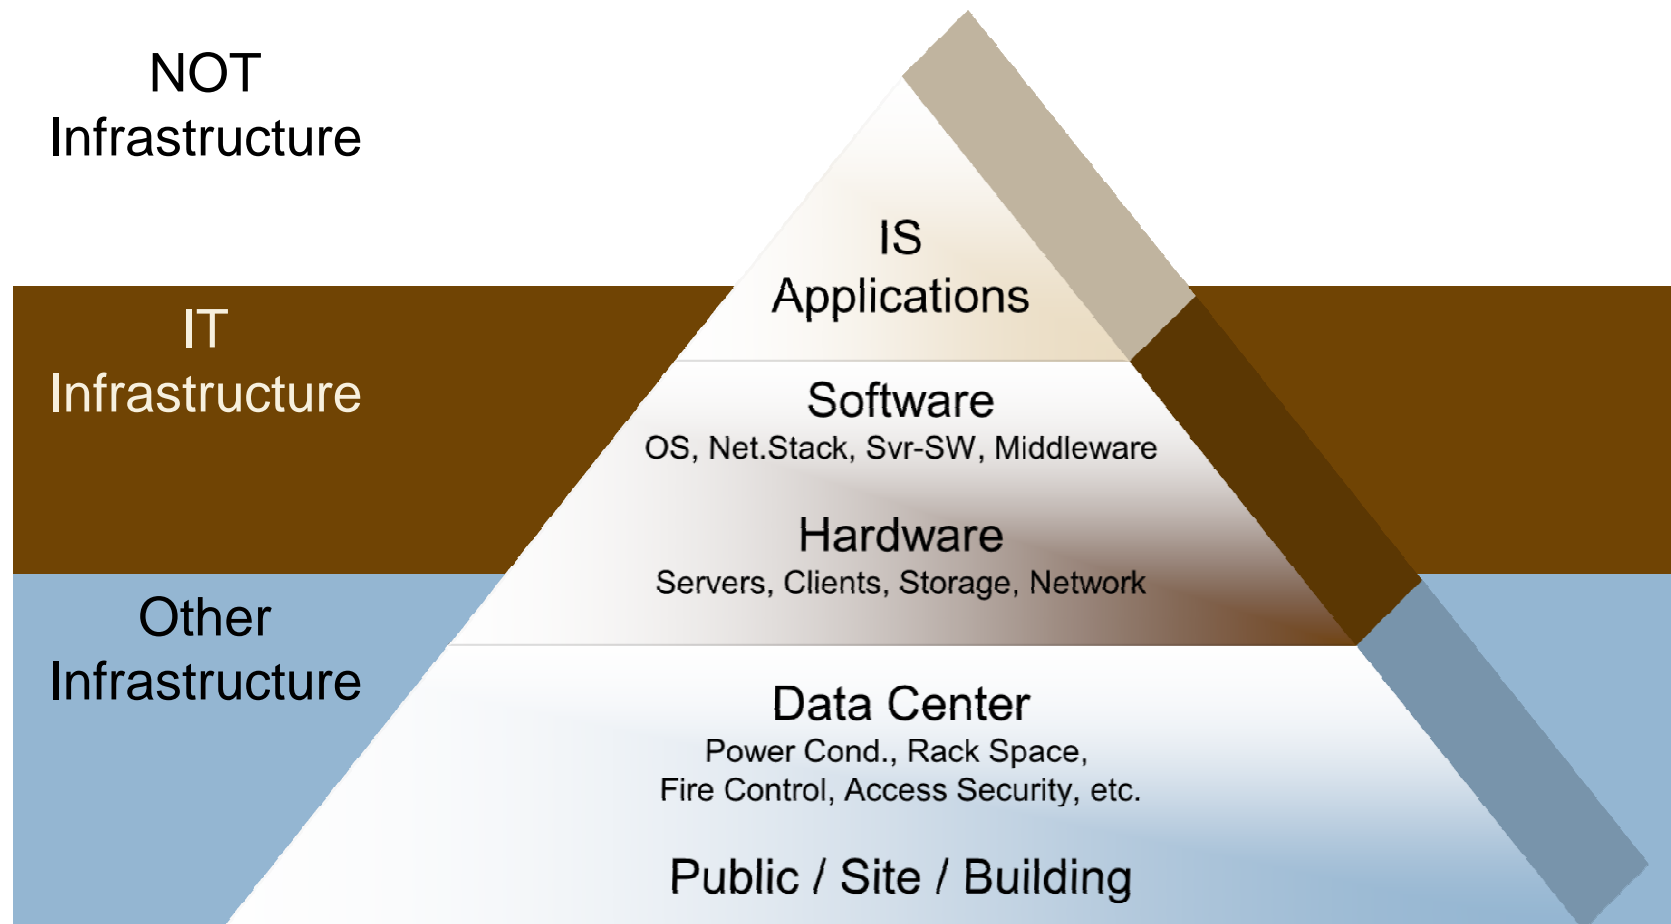 NOT
Infrastructure
IS
Applications
IT
Infrastructure
Software
OS, Net.Stack, Svr-SW, Middleware
Hardware
Servers, Clients, Storage, Network
Other
Infrastructure
Data Center
Power Cond., Rack Space,
Fire Control, Access Security, etc.
Public / Site / Building